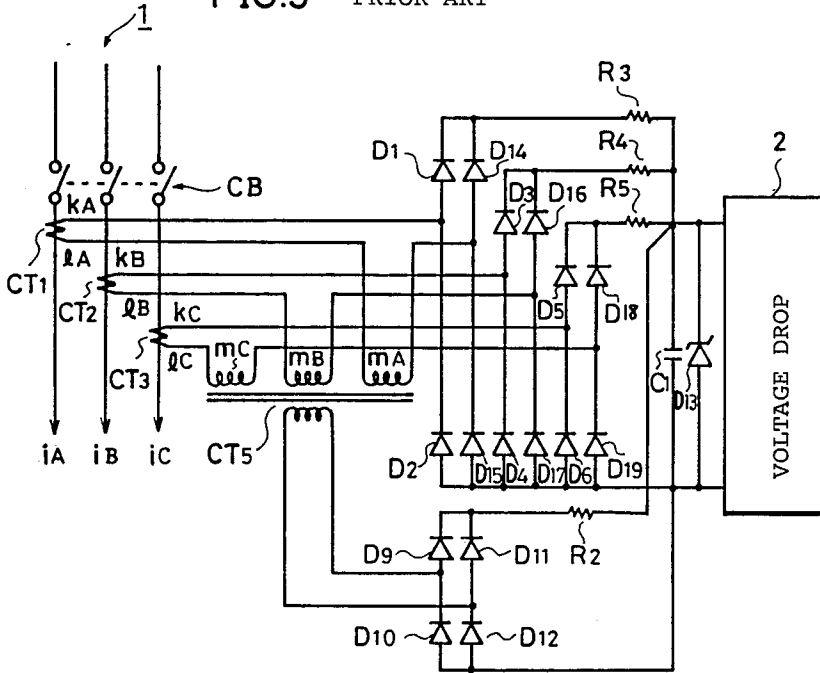 FIG.5 PRIOR ART
1
R3
R4
R5
2
D1
D14
D3
D16
CB
kA
kB
kC
ℓA
ℓB
ℓC
CT1
CT2
CT3
mC
mB
mA
D5
D18
C1
D13
VOLTAGE DROP
iA iB iC
CT5
D2
D15
D4
D17
D6
D19
D9
D11
R2
D10
D12